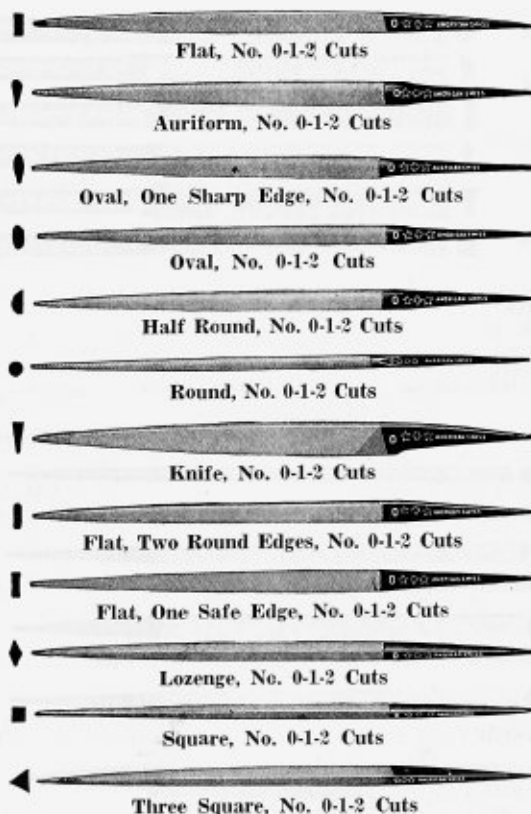 Flat, No. 0-1-2 Cuts
Auriform, No. 0-1-2 Cuts
Oval, One Sharp Edge, No. 0-1-2 Cuts
Oval, No. 0-1-2 Cuts
Half Round, No. 0-1-2 Cuts
Round, No. 0-1-2 Cuts
Knife, No. 0-1-2 Cuts
Flat, Two Round Edges, No. 0-1-2 Cuts
Flat, One Safe Edge, No. 0-1-2 Cuts
Lozenge, No. 0-1-2 Cuts
Square, No. 0-1-2 Cuts
Three Square, No. 0-1-2 Cuts